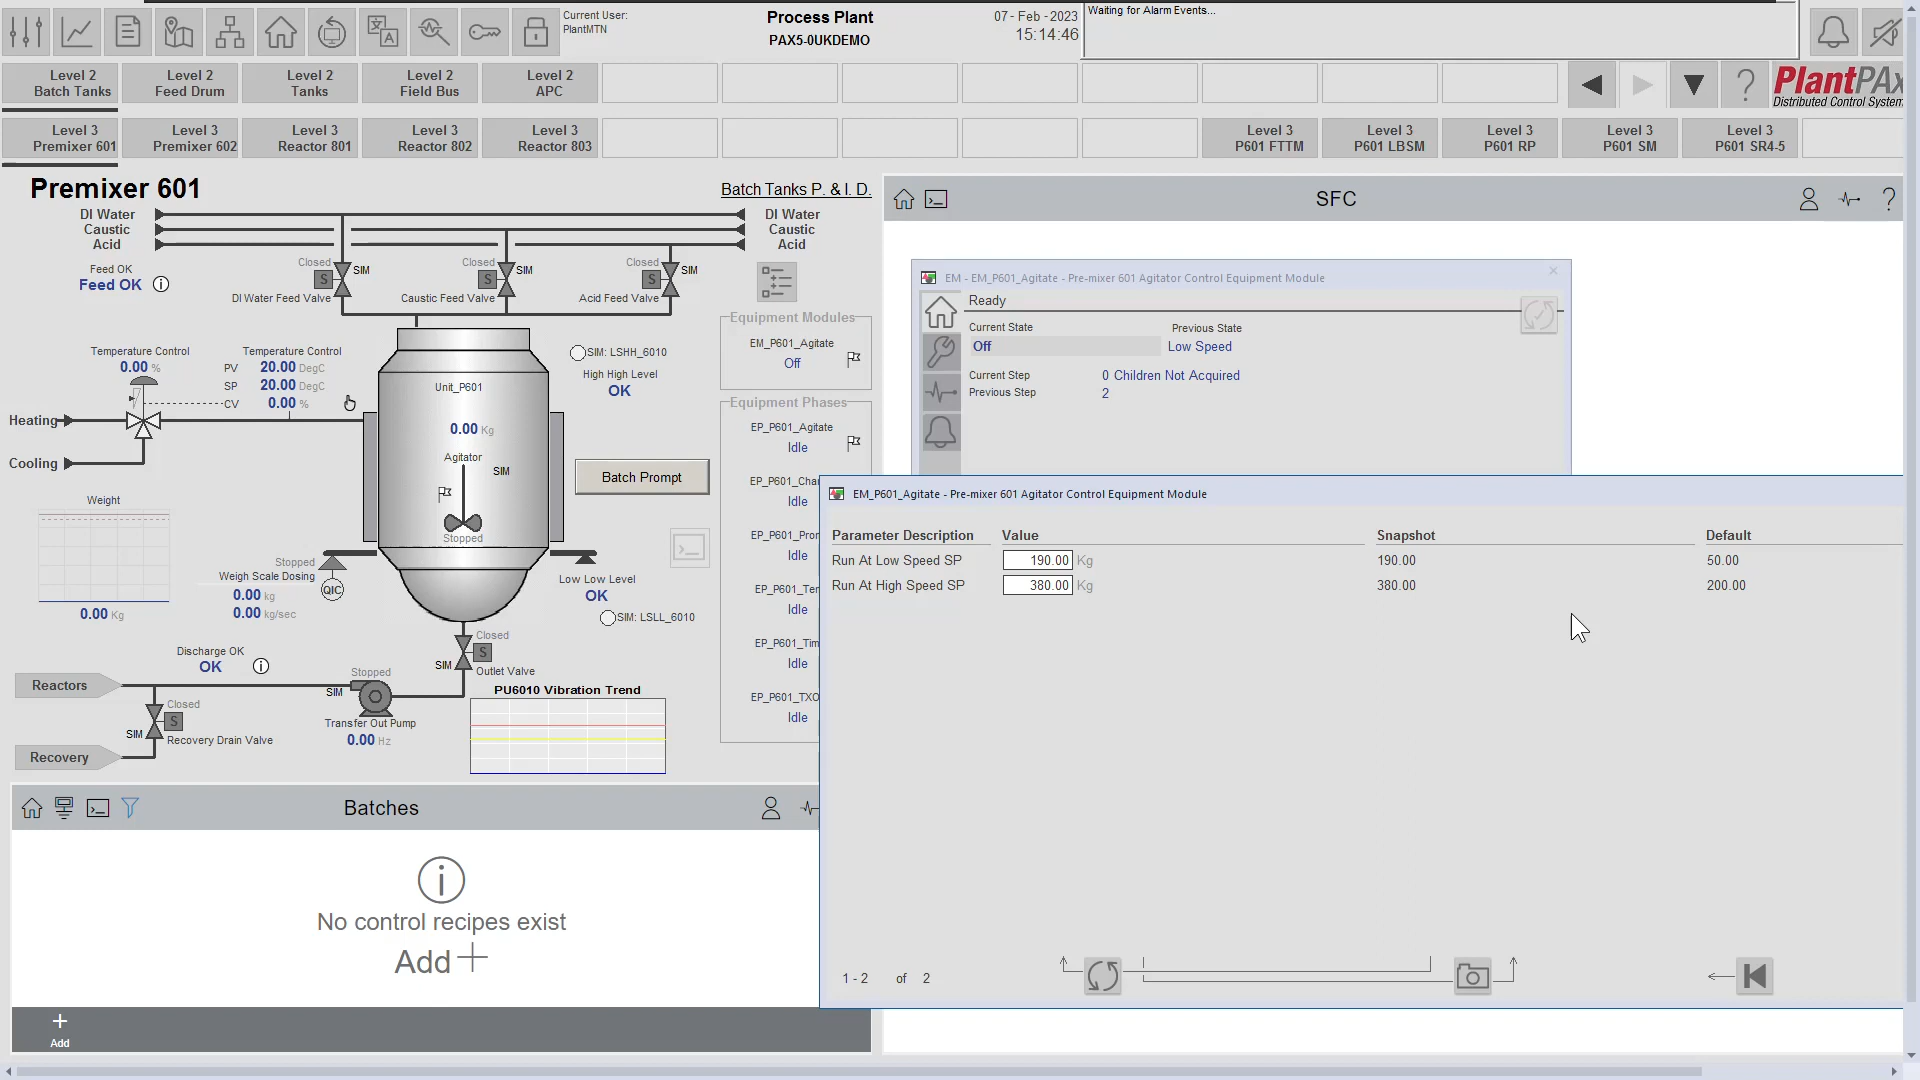 Current User:
PlantMTN
Process Plant
PAX5-0UKDEMO
07 - Feb - 2023
15:14:46
Waiting for Alarm Events...
Level 2
Batch Tanks
Level 2
Feed Drum
Level 2
Tanks
Level 2
Field Bus
Level 2
APC
PlantPAx
Distributed Control System
Level 3
Premixer 601
Level 3
Premixer 602
Level 3
Reactor 801
Level 3
Reactor 802
Level 3
Reactor 803
Level 3
P601 FTTM
Level 3
P601 LBSM
Level 3
P601 RP
Level 3
P601 SM
Level 3
P601 SR4-5
Premixer 601
Batch Tanks P. & I. D.
DI Water
Caustic
Acid
DI Water
Caustic
Acid
Feed OK
Feed OK
Closed
S
SIM
DI Water Feed Valve
Closed
S
SIM
Caustic Feed Valve
Closed
S
SIM
Acid Feed Valve
Temperature Control
0.00 %
Temperature Control
PV 20.00 DegC
SP 20.00 DegC
CV 0.00 %
Heating
Cooling
Unit_P601
0.00 Kg
Agitator
SIM
Stopped
SIM: LSHH_6010
High High Level
OK
Batch Prompt
Weight
0.00 Kg
Stopped
Weigh Scale Dosing
0.00 kg
0.00 kg/sec
QIC
Low Low Level
OK
SIM: LSLL_6010
Closed
S
SIM
Outlet Valve
Discharge OK
OK
Reactors
Recovery
Closed
S
SIM
Recovery Drain Valve
Stopped
SIM
Transfer Out Pump
0.00 Hz
PU6010 Vibration Trend
Equipment Modules
EM_P601_Agitate
Off
Equipment Phases
EP_P601_Agitate
Idle
EP_P601_Cha
Idle
EP_P601_Pro
Idle
EP_P601_Ter
Idle
EP_P601_Tim
Idle
EP_P601_TXO
Idle
Batches
No control recipes exist
Add
Add
SFC
EM - EM_P601_Agitate - Pre-mixer 601 Agitator Control Equipment Module
Ready
Current State
Off
Previous State
Low Speed
Current Step 0 Children Not Acquired
Previous Step 2
EM_P601_Agitate - Pre-mixer 601 Agitator Control Equipment Module
Parameter Description Value Snapshot Default
Run At Low Speed SP 190.00 Kg 190.00 50.00
Run At High Speed SP 380.00 Kg 380.00 200.00
1 - 2 of 2